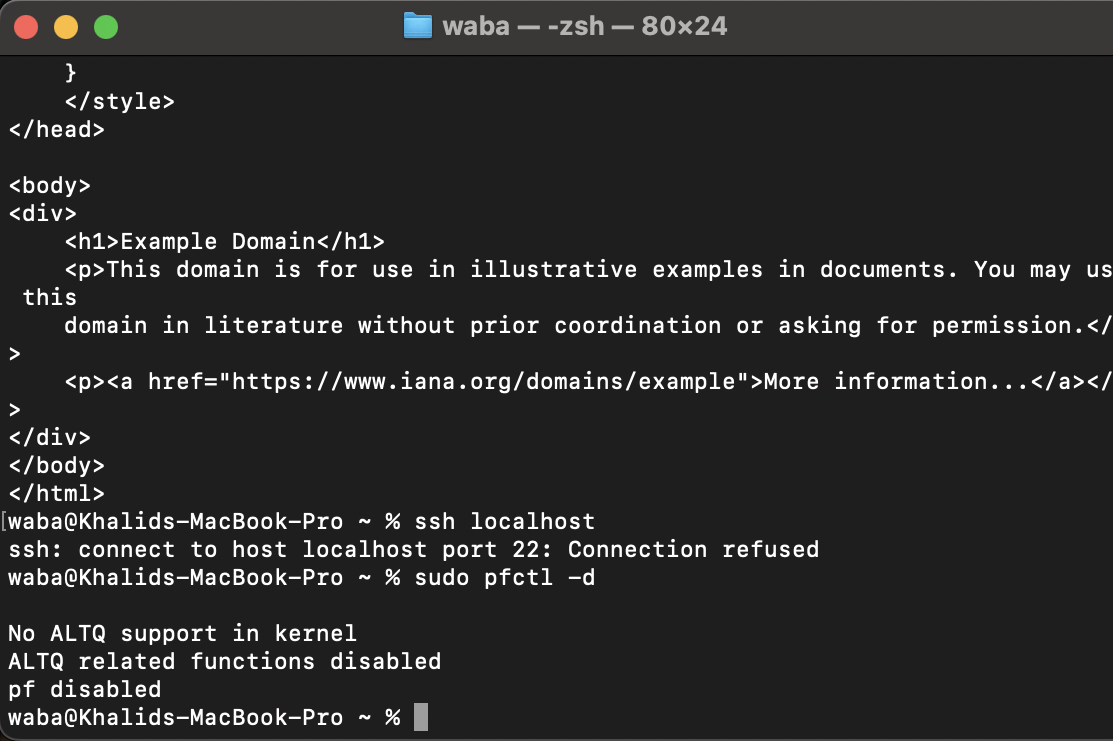 waba — -zsh — 80×24
    }
    </style>
</head>

<body>
<div>
    <h1>Example Domain</h1>
    <p>This domain is for use in illustrative examples in documents. You may us
 this
    domain in literature without prior coordination or asking for permission.</
>
    <p><a href="https://www.iana.org/domains/example">More information...</a></
>
</div>
</body>
</html>
[waba@Khalids-MacBook-Pro ~ % ssh localhost
ssh: connect to host localhost port 22: Connection refused
waba@Khalids-MacBook-Pro ~ % sudo pfctl -d

No ALTQ support in kernel
ALTQ related functions disabled
pf disabled
waba@Khalids-MacBook-Pro ~ %